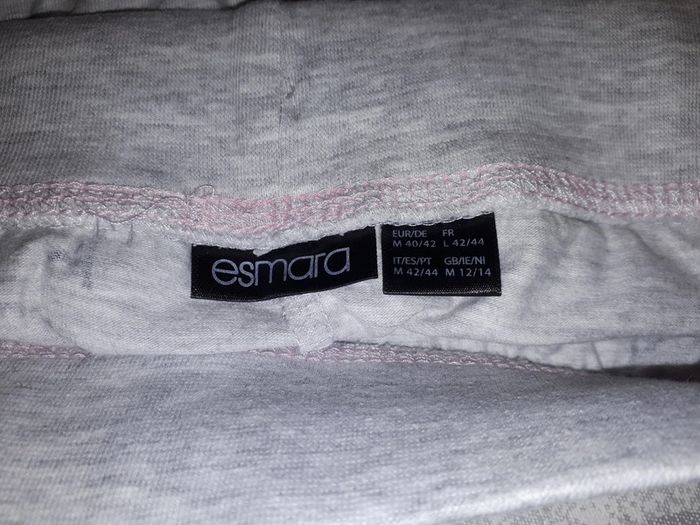 esmara
EUR/DE FR
M 40/42 L 42/44
IT/ES/PT GB/IE/NI
M 42/44 M 12/14